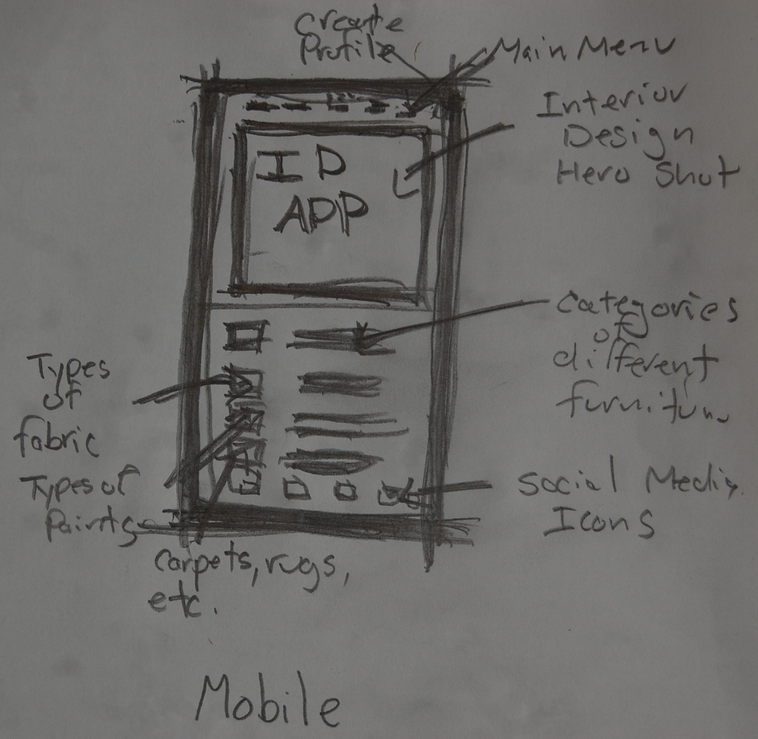 Create
Profile
Main Menu
Interior
Design
Hero Shot
ID
APP
Categories
of
different
furniture
Types
of
fabric
Types of
Paints
Social Media
Icons
Carpets, rugs,
etc.
Mobile